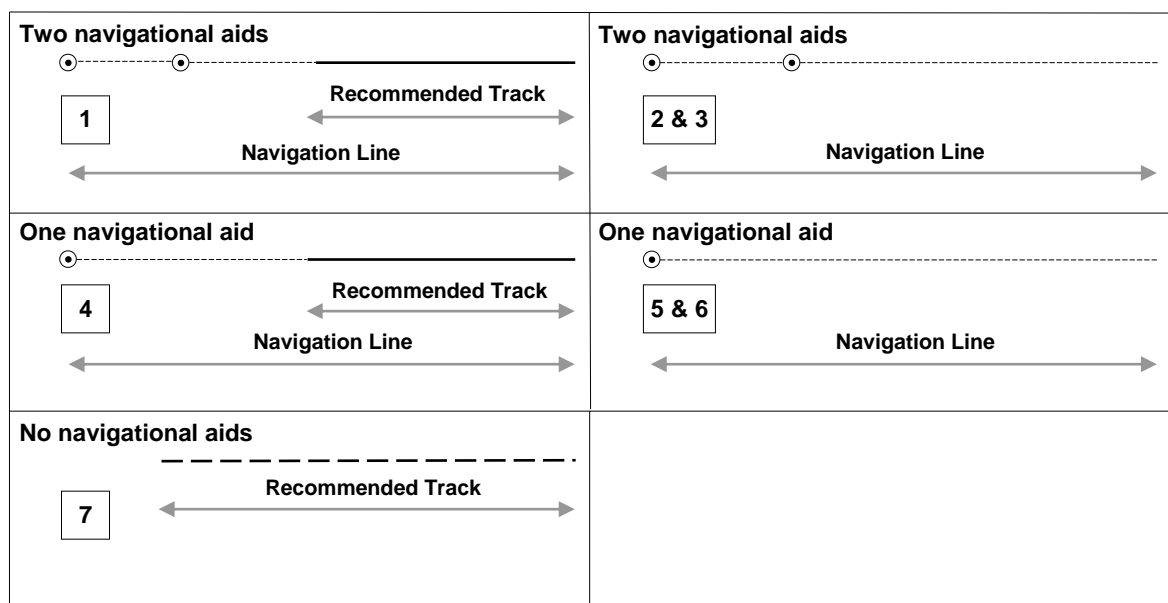 Two navigational aids
Recommended Track
1
Navigation Line
Two navigational aids
2 & 3
Navigation Line
One navigational aid
Recommended Track
4
Navigation Line
One navigational aid
5 & 6
Navigation Line
No navigational aids
Recommended Track
7